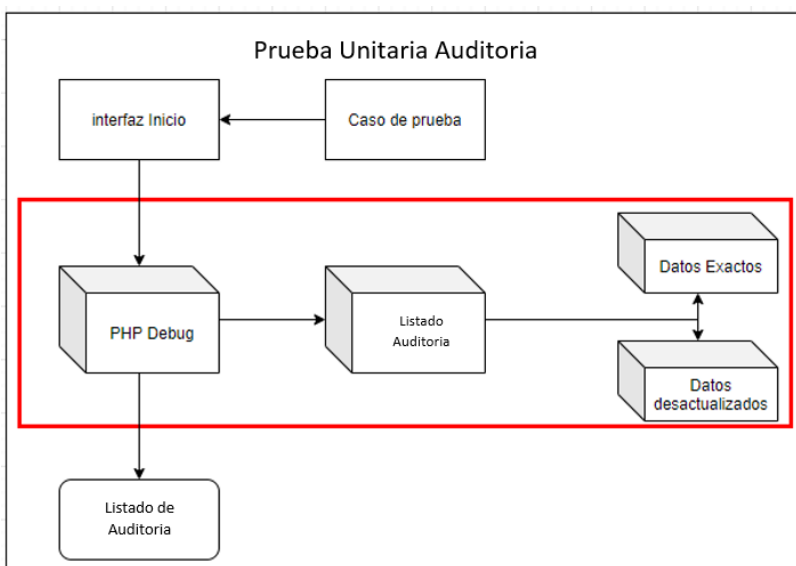 Prueba Unitaria Auditoria
interfaz Inicio
Caso de prueba
PHP Debug
Listado
Auditoria
Datos Exactos
Datos
desactualizados
Listado de
Auditoria